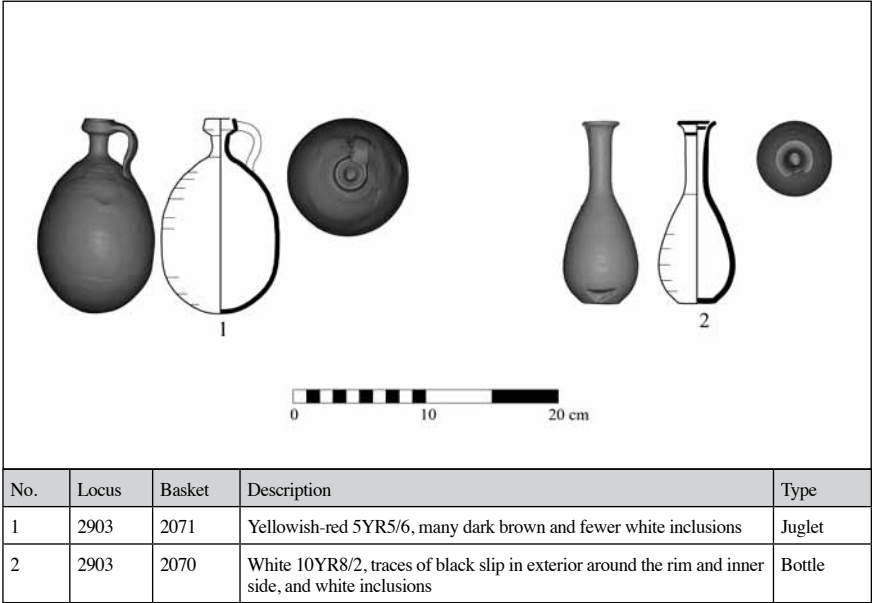 1
2
0 10 20 cm
No. Locus Basket Description Type
1 2903 2071 Yellowish-red 5YR5/6, many dark brown and fewer white inclusions Juglet
2 2903 2070 White 10YR8/2, traces of black slip in exterior around the rim and inner Bottle
side, and white inclusions